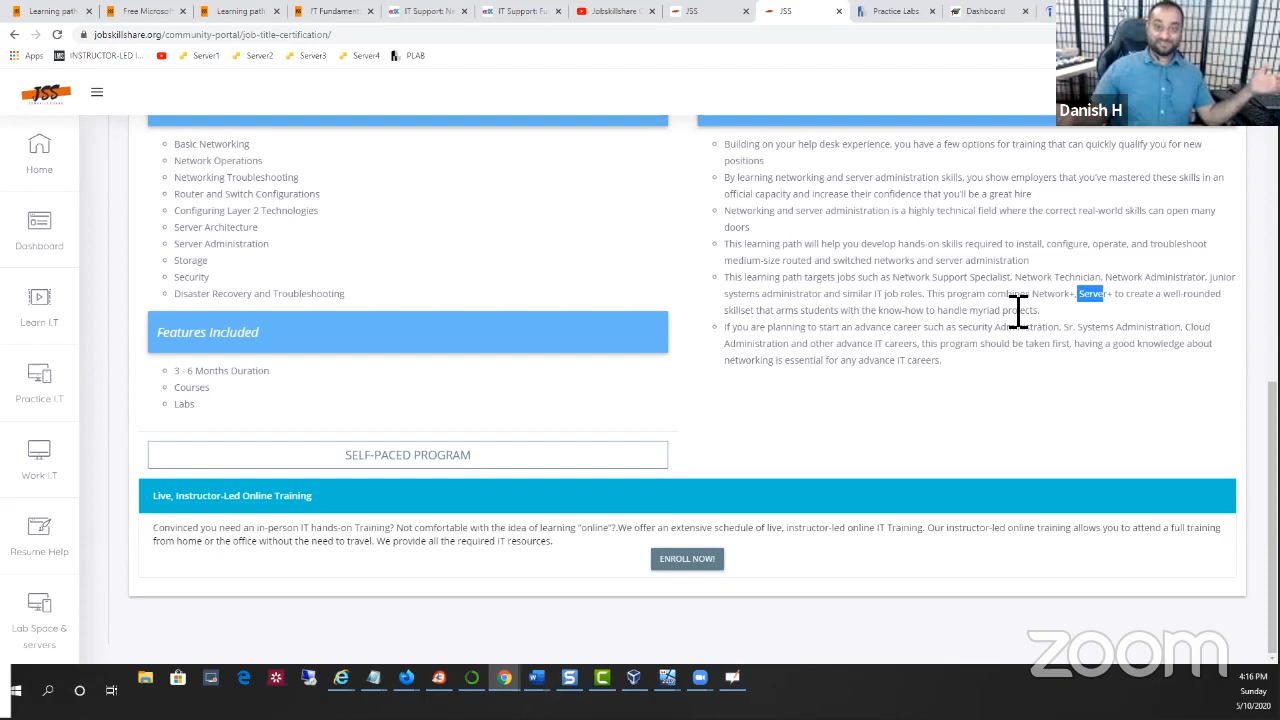 Learning path
Free Microsof
Learning path
IT Fundament
IT Support: Ne
IT Support: Fu
Jobskillshare C
JSS
JSS
Practice Labs
Dashboard
jobskillshare.org/community-portal/job-title-certification/
Apps
INSTRUCTOR-LED I...
Server1
Server2
Server3
Server4
PLAB
JSS
Danish H
Home
Dashboard
Learn I.T
Practice I.T
Work I.T
Resume Help
Lab Space &
servers
Basic Networking
Network Operations
Networking Troubleshooting
Router and Switch Configurations
Configuring Layer 2 Technologies
Server Architecture
Server Administration
Storage
Security
Disaster Recovery and Troubleshooting
Features Included
3 - 6 Months Duration
Courses
Labs
SELF-PACED PROGRAM
Building on your help desk experience, you have a few options for training that can quickly qualify you for new
positions
By learning networking and server administration skills, you show employers that you've mastered these skills in an
official capacity and increase their confidence that you'll be a great hire
Networking and server administration is a highly technical field where the correct real-world skills can open many
doors
This learning path will help you develop hands-on skills required to install, configure, operate, and troubleshoot
medium-size routed and switched networks and server administration
This learning path targets jobs such as Network Support Specialist, Network Technician, Network Administrator, junior
systems administrator and similar IT job roles. This program combines Network+, Server+ to create a well-rounded
skillset that arms students with the know-how to handle myriad projects.
If you are planning to start an advance career such as security Administration, Sr. Systems Administration, Cloud
Administration and other advance IT careers, this program should be taken first, having a good knowledge about
networking is essential for any advance IT careers.
Live, Instructor-Led Online Training
Convinced you need an in-person IT hands-on Training? Not comfortable with the idea of learning "online"?.We offer an extensive schedule of live, instructor-led online IT Training. Our instructor-led online training allows you to attend a full training
from home or the office without the need to travel. We provide all the required IT resources.
ENROLL NOW!
zoom
4:16 PM
Sunday
5/10/2020